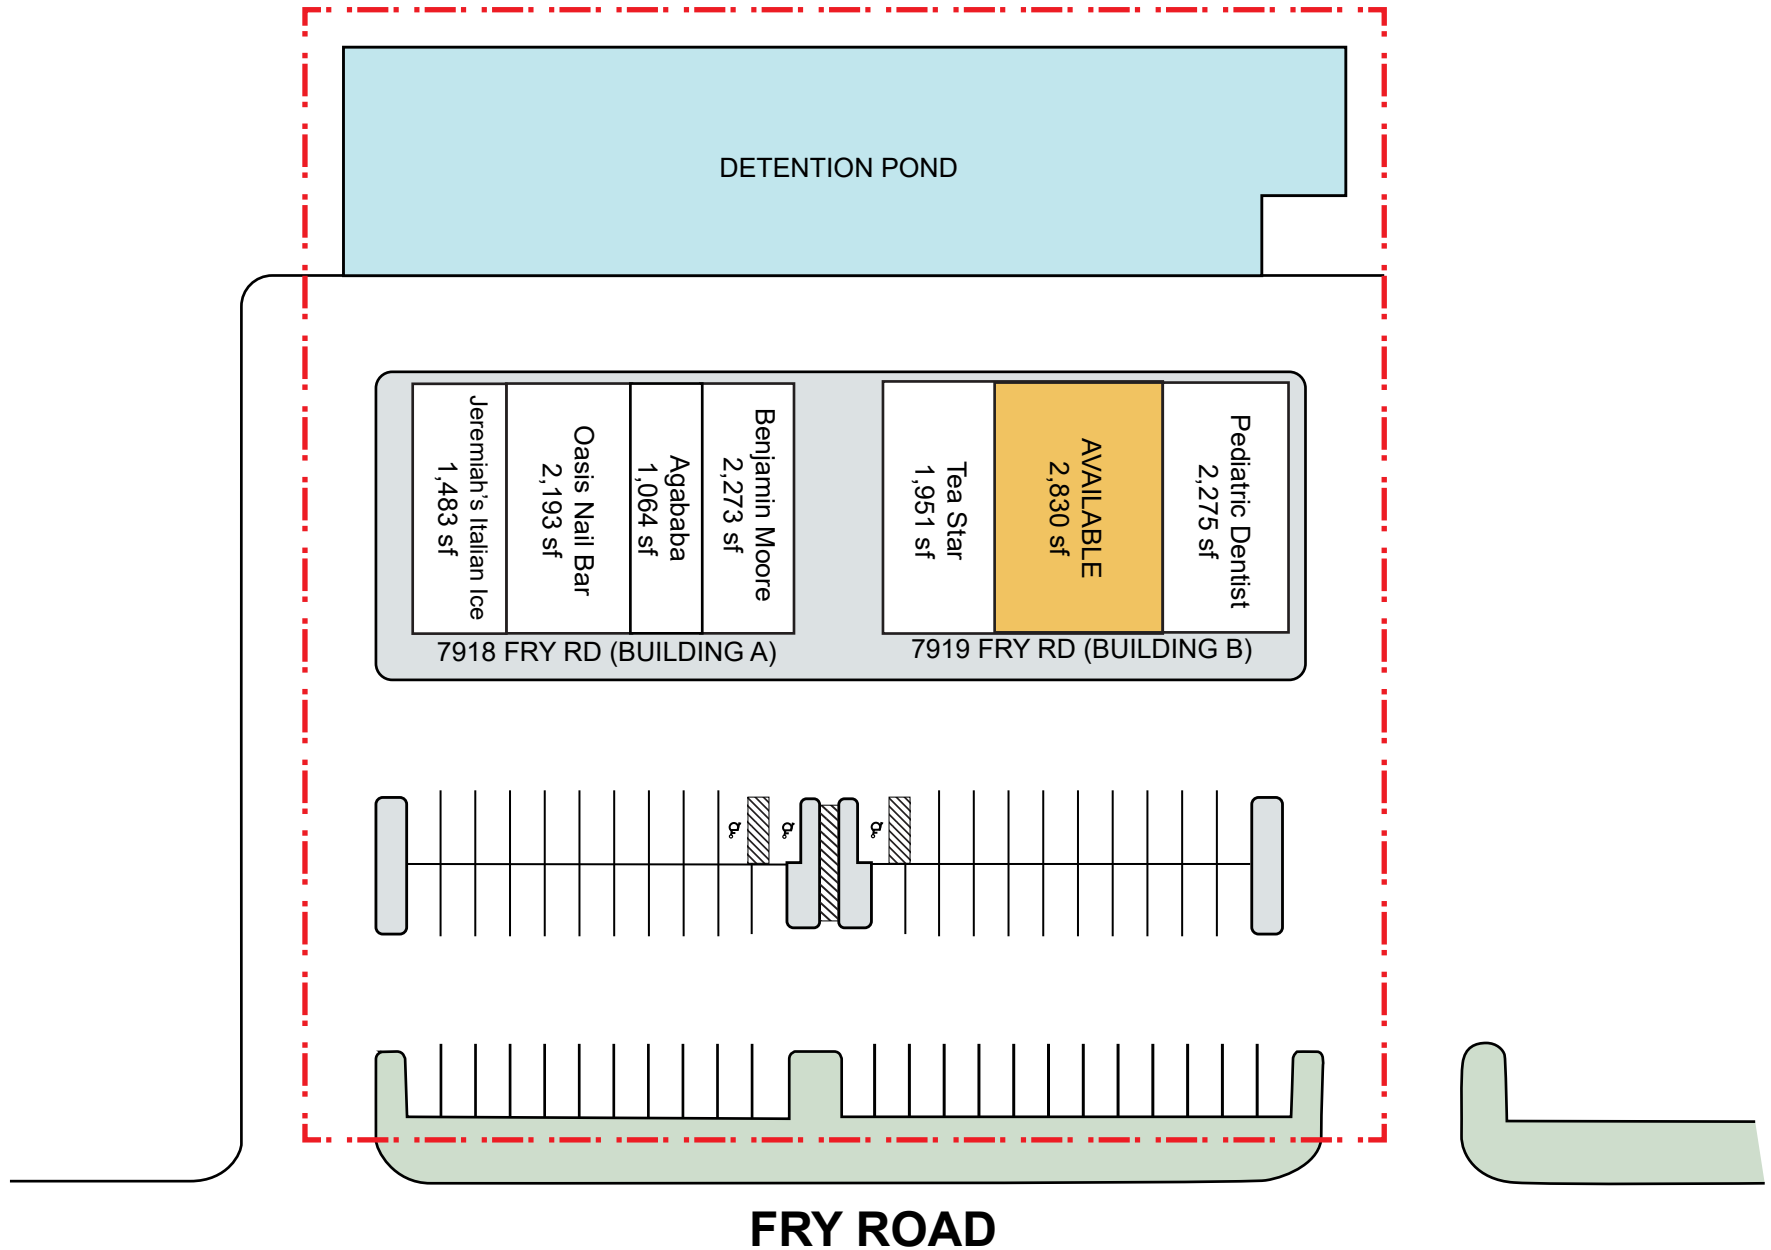 DETENTION POND
Jeremiah's Italian Ice
1,483 sf
Oasis Nail Bar
2,193 sf
Agababa
1,064 sf
Benjamin Moore
2,273 sf
Tea Star
1,951 sf
AVAILABLE
2,830 sf
Pediatric Dentist
2,275 sf
7918 FRY RD (BUILDING A)
7919 FRY RD (BUILDING B)
FRY ROAD